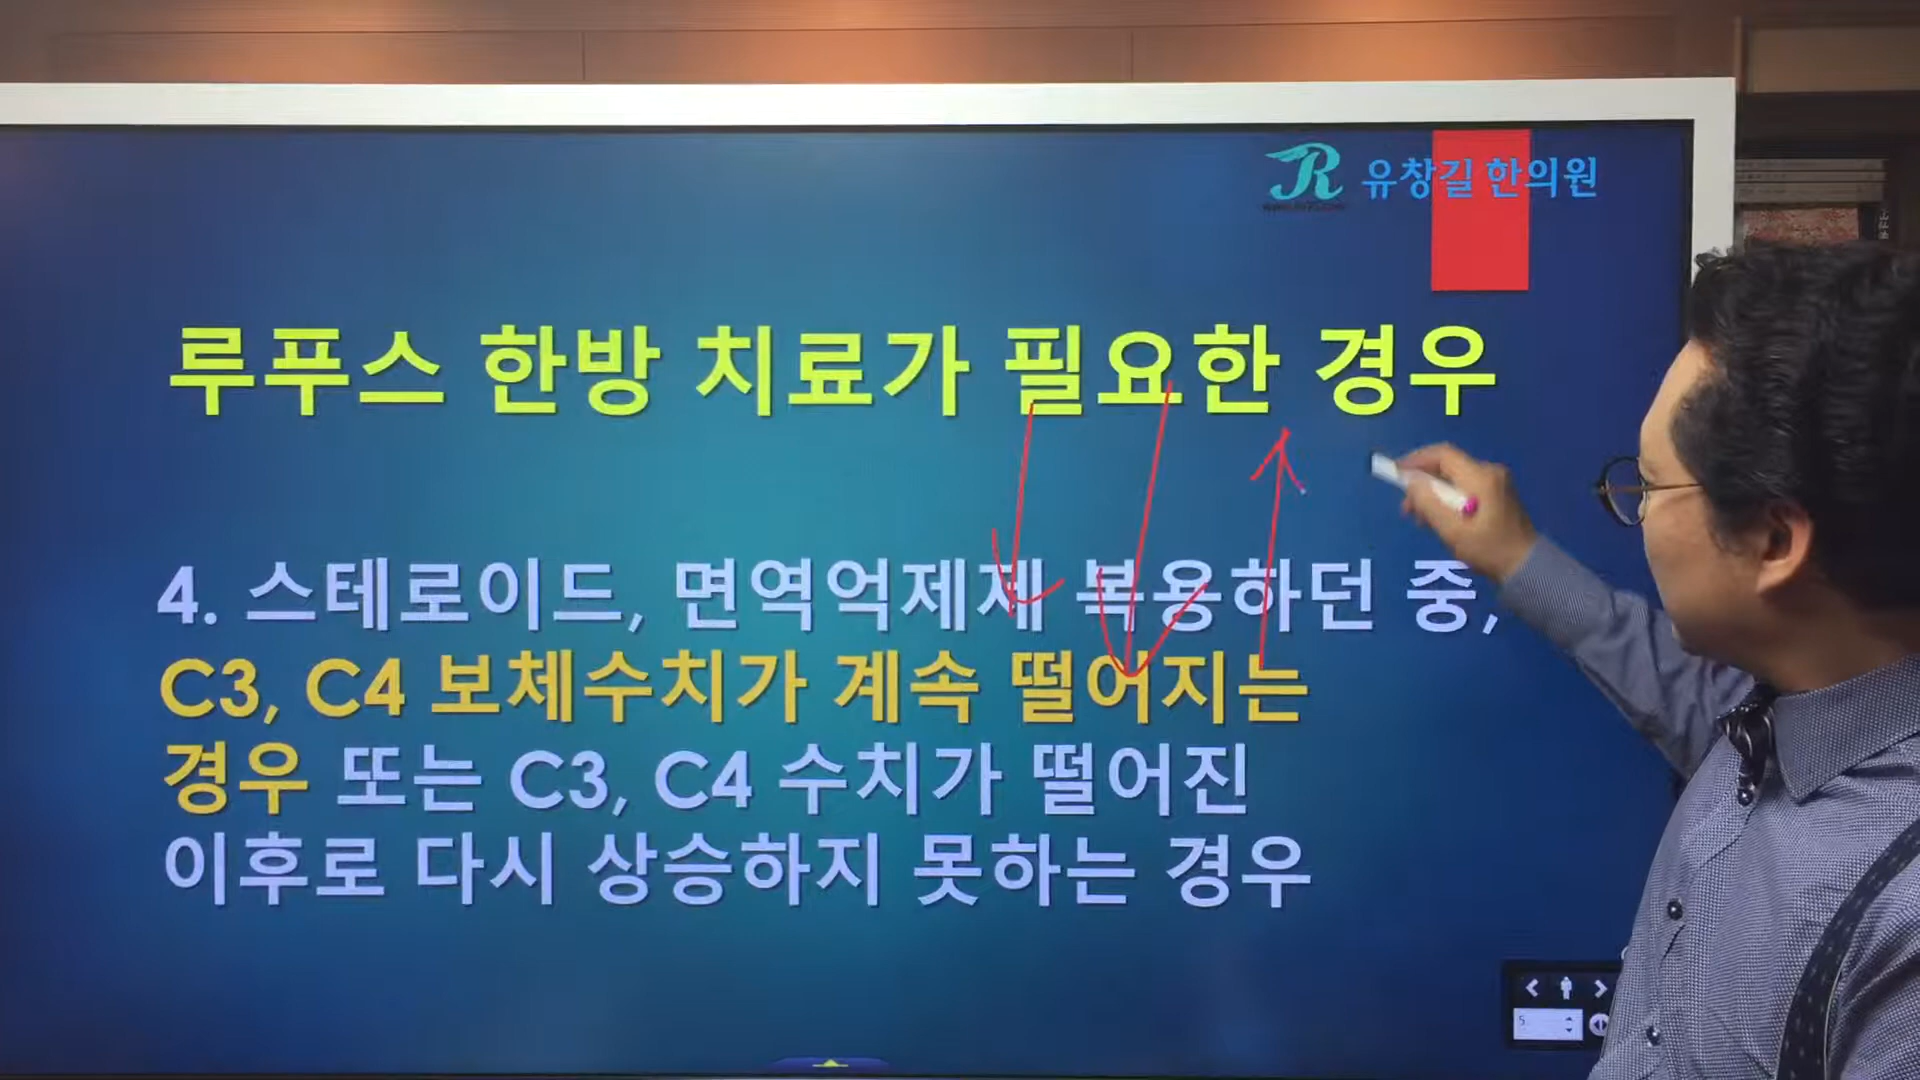 유창길 한의원
루푸스 한방 치료가 필요한 경우
4. 스테로이드, 면역억제제 복용하던 중,
C3, C4 보체수치가 계속 떨어지는
경우 또는 C3, C4 수치가 떨어진
이후로 다시 상승하지 못하는 경우
5